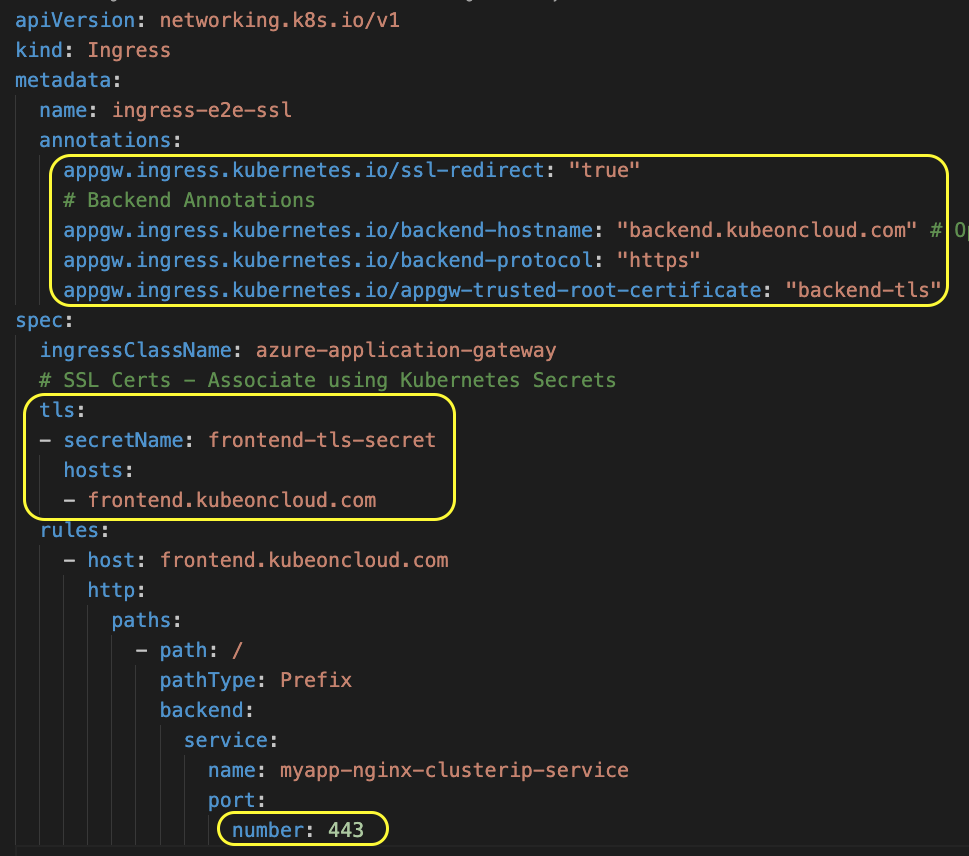 apiVersion: networking.k8s.io/v1
kind: Ingress
metadata:
  name: ingress-e2e-ssl
  annotations:
    appgw.ingress.kubernetes.io/ssl-redirect: "true"
    # Backend Annotations
    appgw.ingress.kubernetes.io/backend-hostname: "backend.kubeoncloud.com" #
    appgw.ingress.kubernetes.io/backend-protocol: "https"
    appgw.ingress.kubernetes.io/appgw-trusted-root-certificate: "backend-tls"
spec:
  ingressClassName: azure-application-gateway
  # SSL Certs - Associate using Kubernetes Secrets
  tls:
  - secretName: frontend-tls-secret
    hosts:
    - frontend.kubeoncloud.com
  rules:
    - host: frontend.kubeoncloud.com
      http:
        paths:
          - path: /
            pathType: Prefix
            backend:
              service:
                name: myapp-nginx-clusterip-service
                port:
                  number: 443